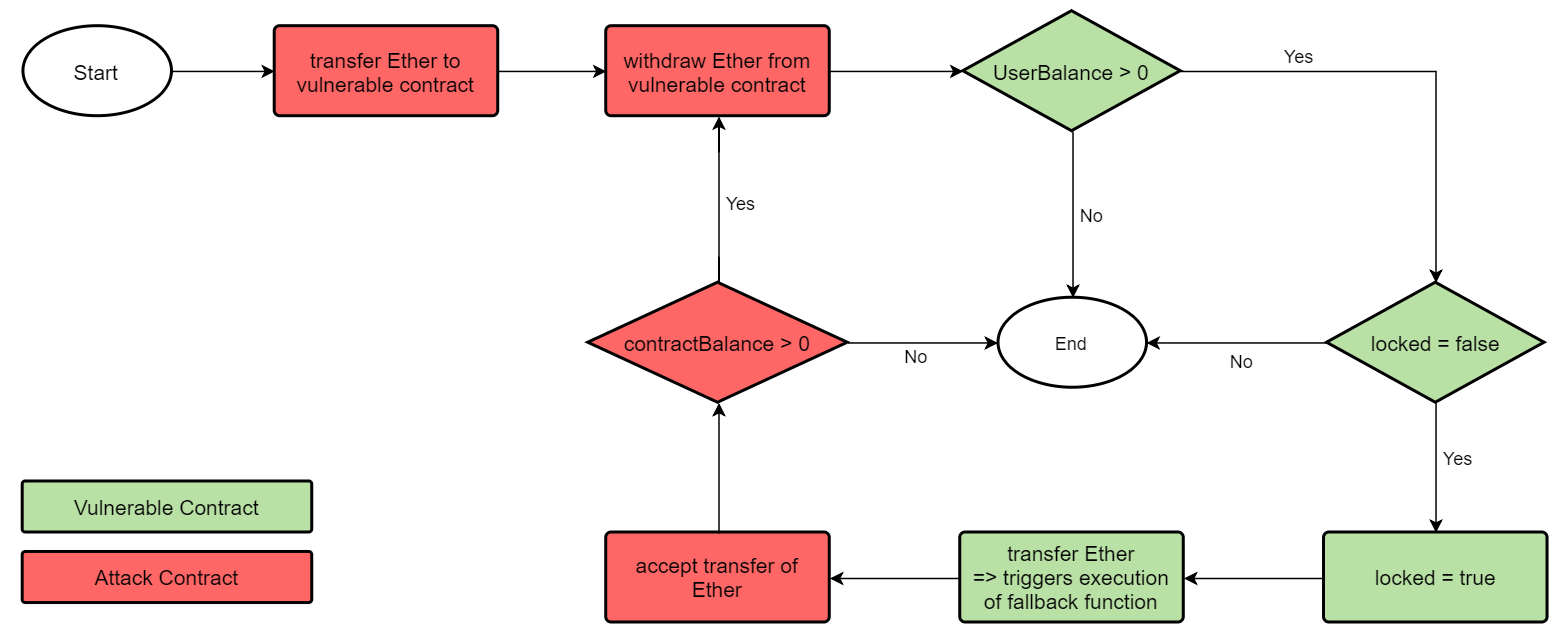 Start
transfer Ether to
vulnerable contract
withdraw Ether from
vulnerable contract
UserBalance > 0
Yes
No
Yes
contractBalance > 0
No
End
No
locked = false
Yes
Vulnerable Contract
Attack Contract
accept transfer of
Ether
transfer Ether
=> triggers execution
of fallback function
locked = true